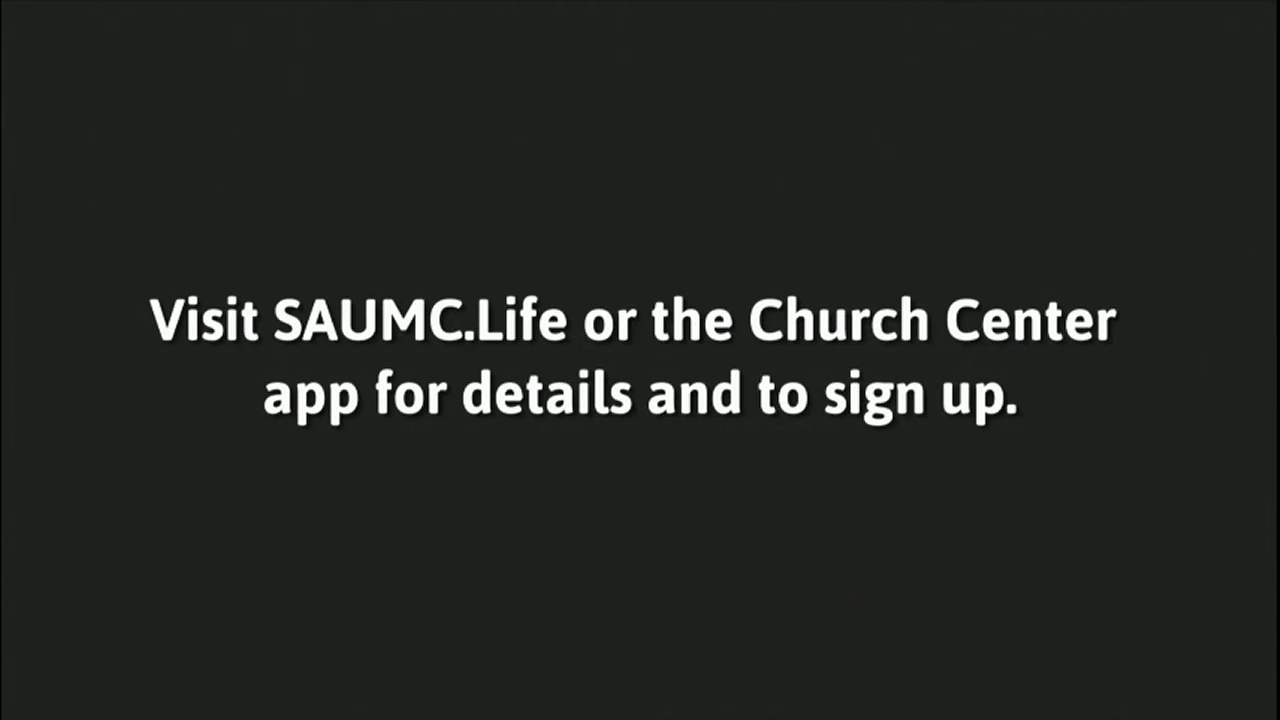 Visit SAUMC.Life or the Church Center
app for details and to sign up.